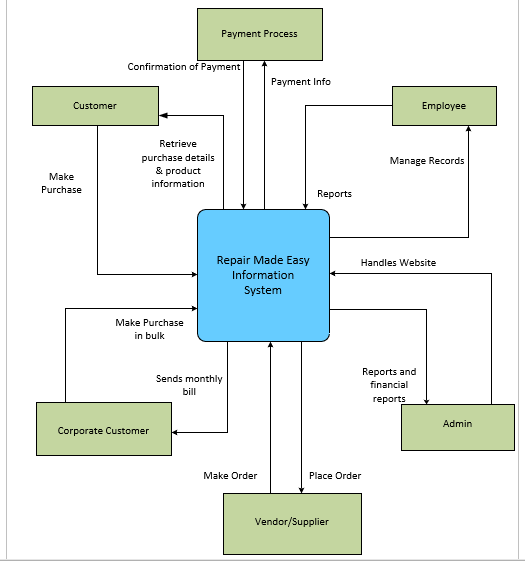 Payment Process
Confirmation of Payment
Payment Info
Customer
Employee
Retrieve
purchase details
& product
information
Manage Records
Make
Purchase
Reports
Repair Made Easy
Information
System
Handles Website
Make Purchase
in bulk
Sends monthly
bill
Reports and
financial
reports
Corporate Customer
Admin
Make Order
Place Order
Vendor/Supplier